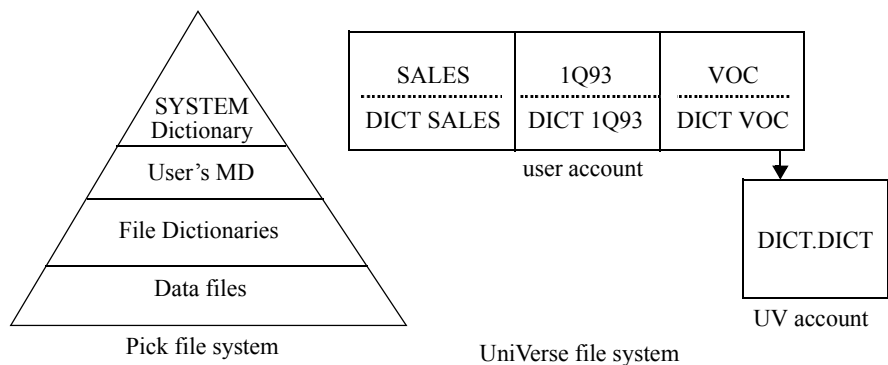 SYSTEM
Dictionary
User's MD
File Dictionaries
Data files
Pick file system
SALES
DICT SALES
1Q93
DICT 1Q93
VOC
DICT VOC
user account
DICT.DICT
UV account
UniVerse file system